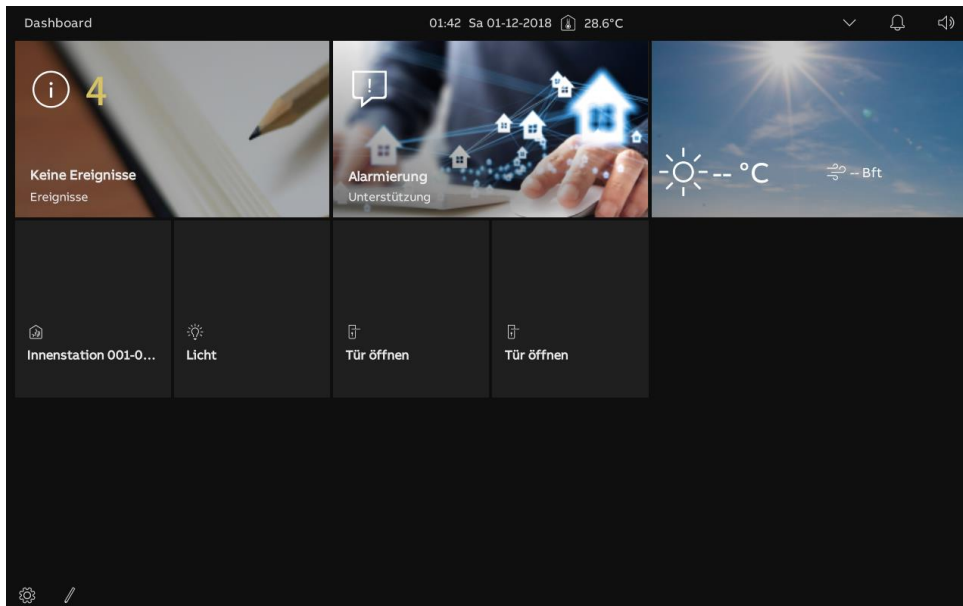 Dashboard
01:42 Sa 01-12-2018 28.6°C
4
Keine Ereignisse
Ereignisse
Alarmierung
Unterstützung
-- °C
-- Bft
Innenstation 001-0...
Licht
Tür öffnen
Tür öffnen